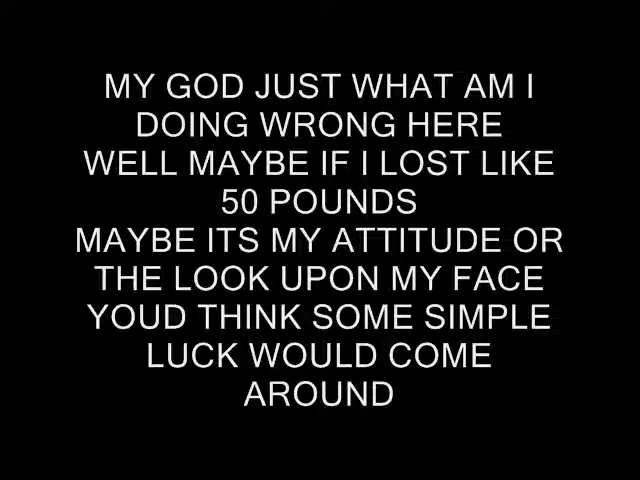 MY GOD JUST WHAT AM I
DOING WRONG HERE
WELL MAYBE IF I LOST LIKE
50 POUNDS
MAYBE ITS MY ATTITUDE OR
THE LOOK UPON MY FACE
YOUD THINK SOME SIMPLE
LUCK WOULD COME
AROUND